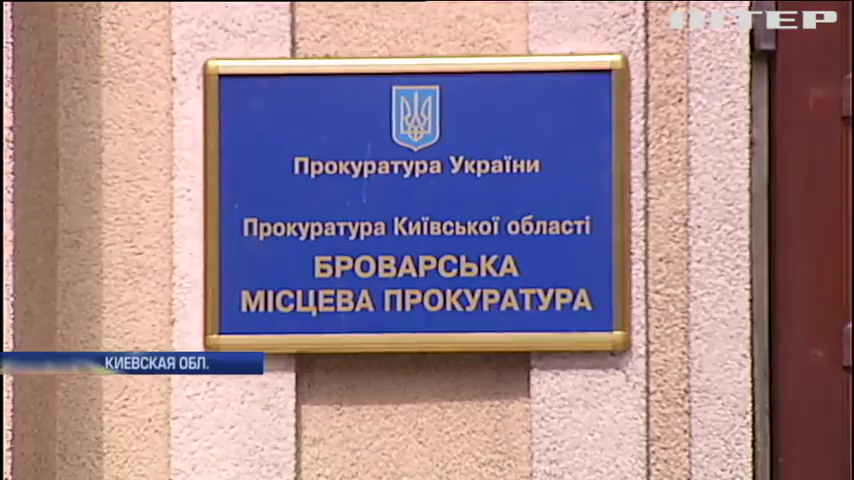 ІНТЕР
Прокуратура України
Прокуратура Київської області
БРОВАРСЬКА
МІСЦЕВА ПРОКУРАТУРА
КИЕВСКАЯ ОБЛ.